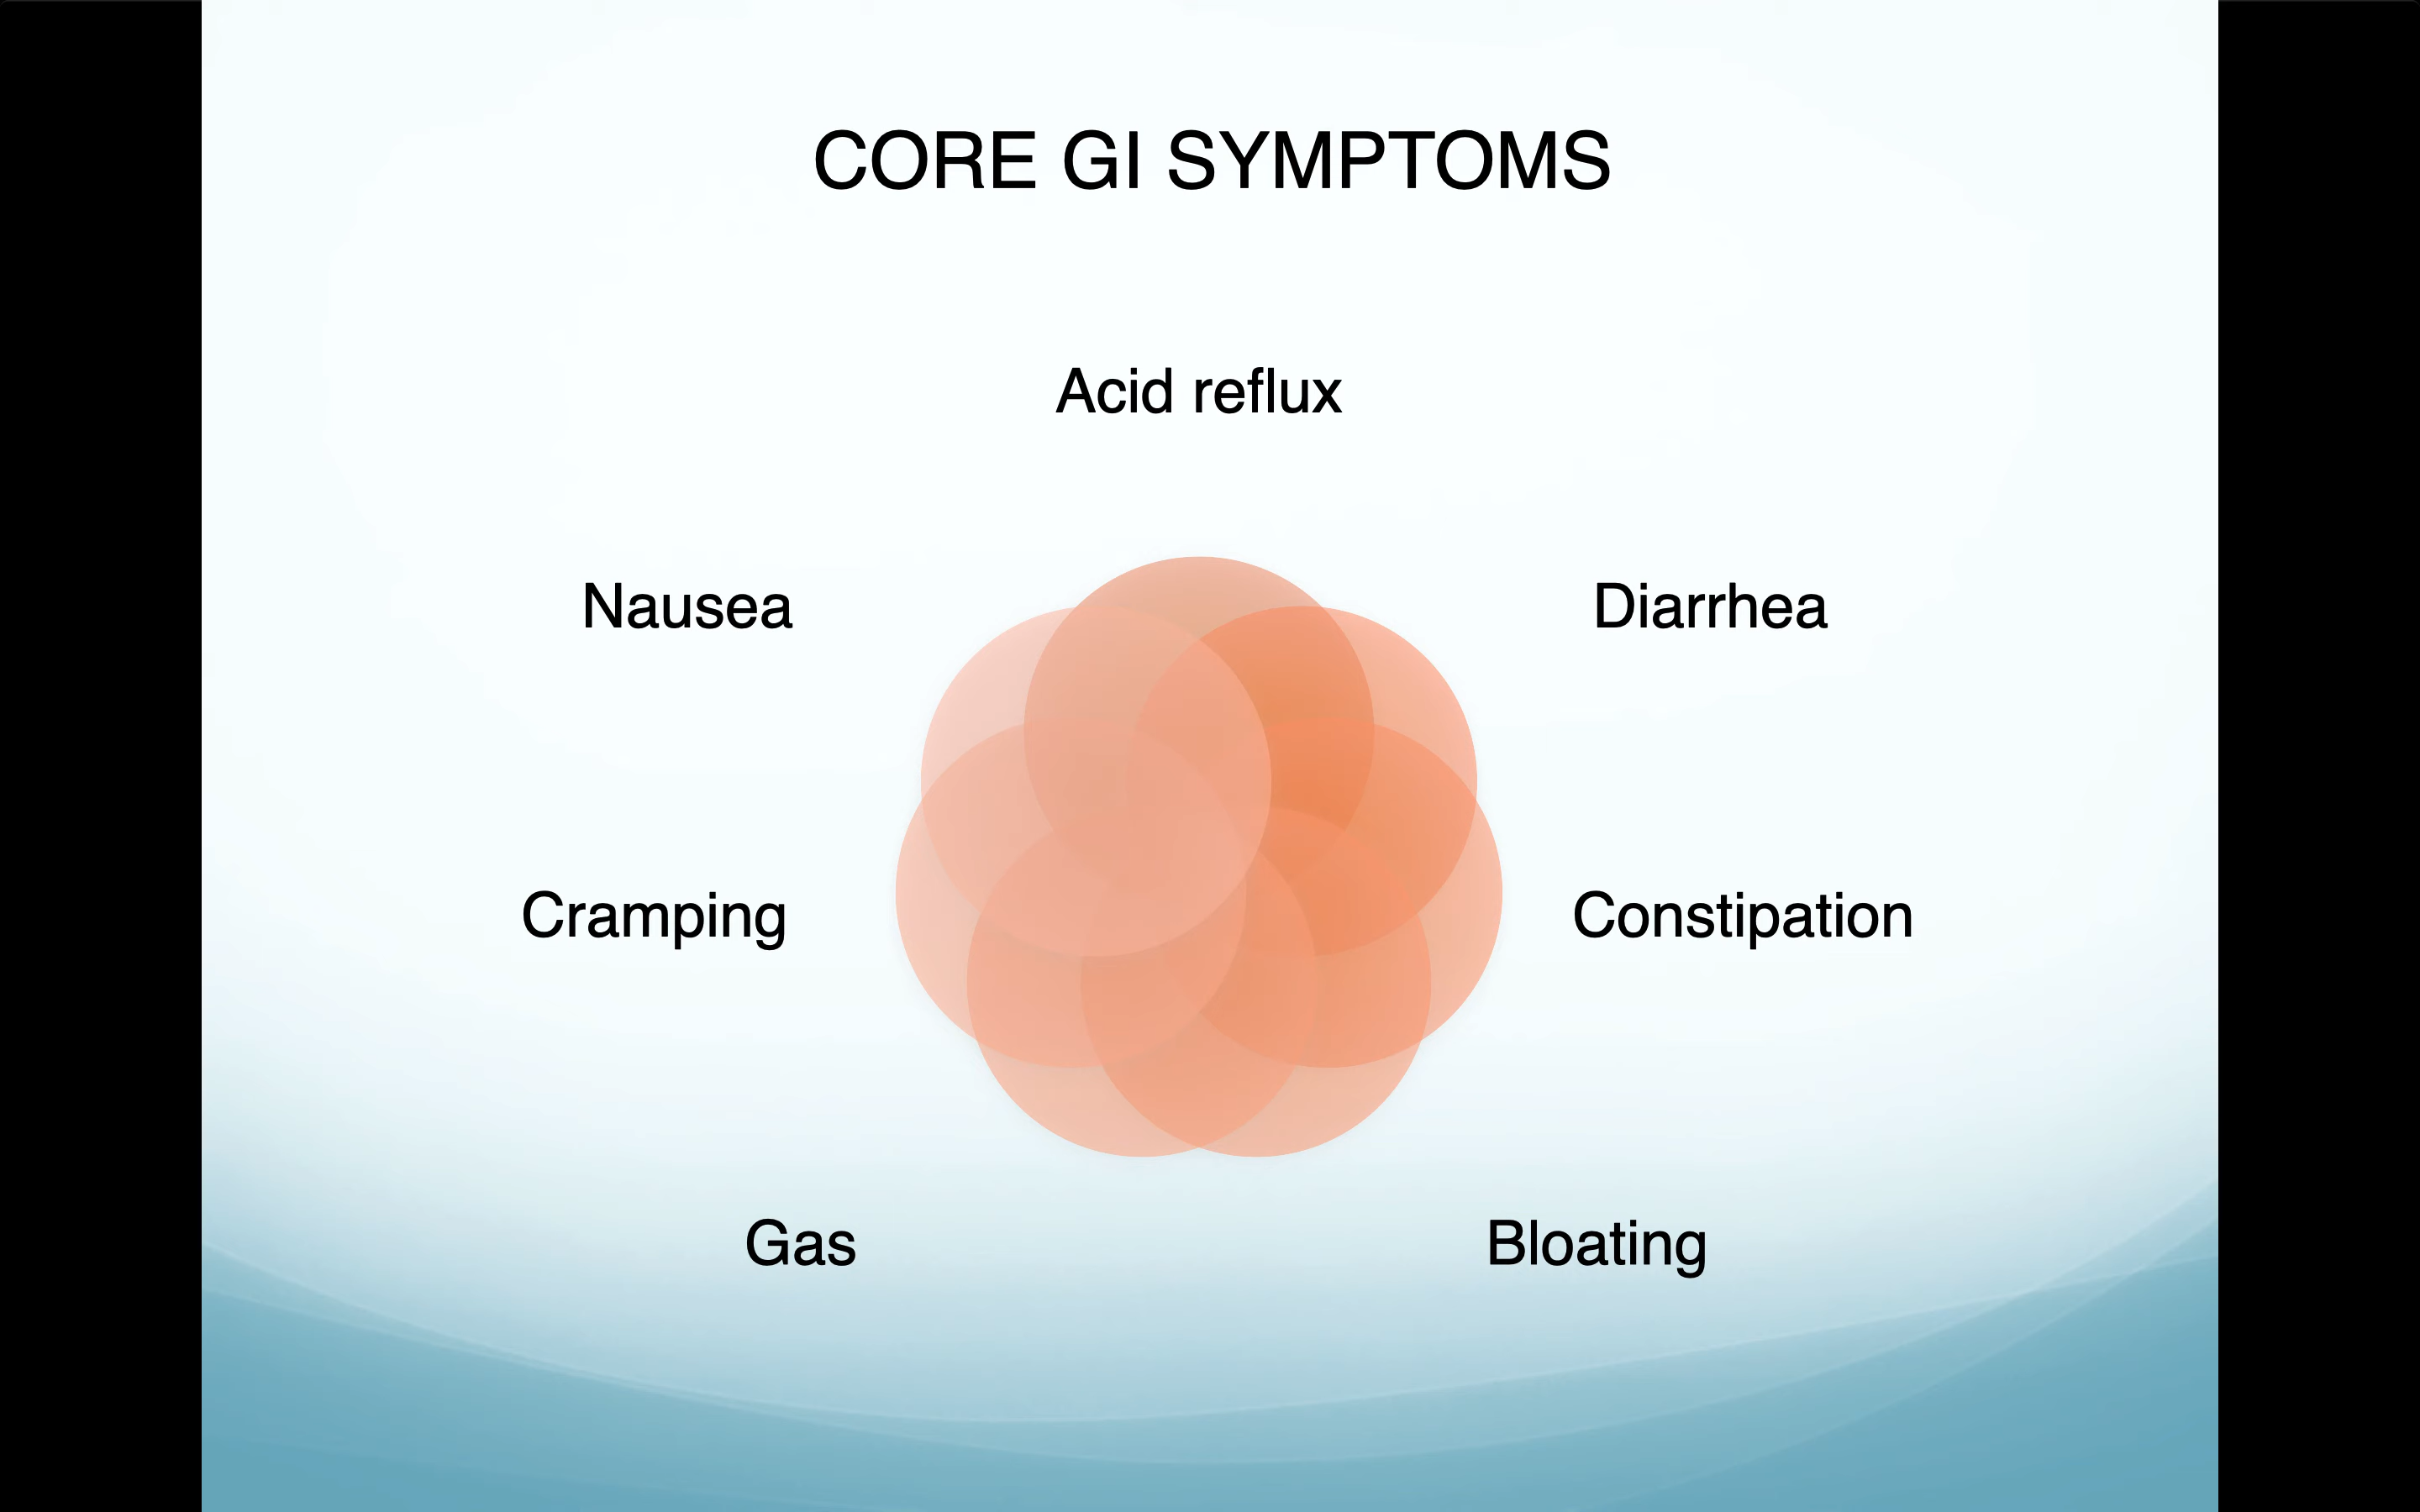 CORE GI SYMPTOMS
Acid reflux
Nausea
Diarrhea
Cramping
Constipation
Gas
Bloating